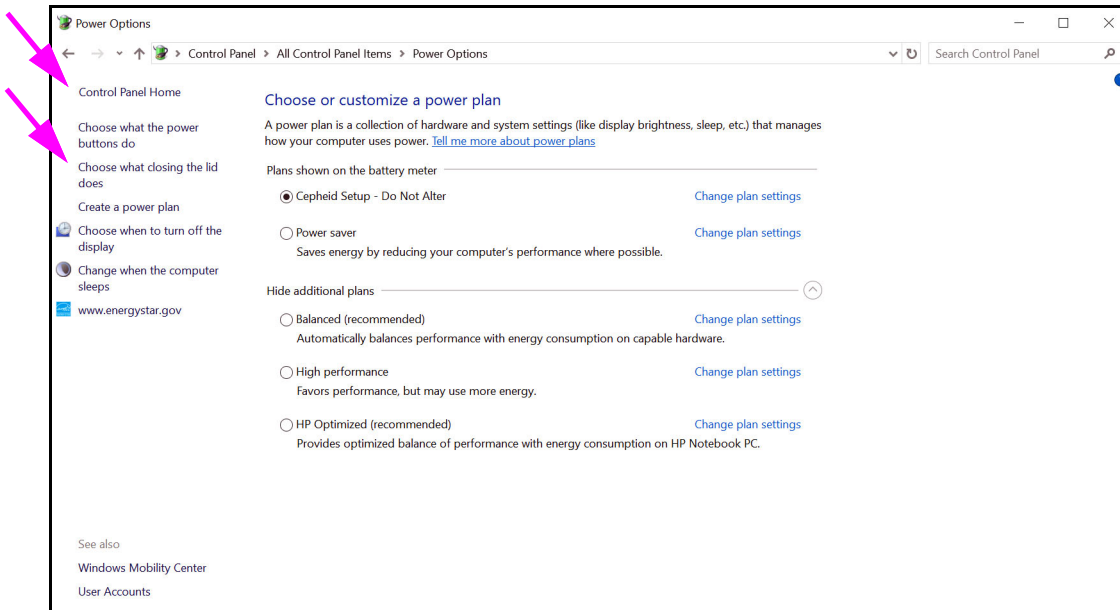 Power Options
Control Panel > All Control Panel Items > Power Options
Search Control Panel
Control Panel Home
Choose what the power
buttons do
Choose what closing the lid
does
Create a power plan
Choose when to turn off the
display
Change when the computer
sleeps
www.energystar.gov
Choose or customize a power plan
A power plan is a collection of hardware and system settings (like display brightness, sleep, etc.) that manages
how your computer uses power. Tell me more about power plans
Plans shown on the battery meter
Cepheid Setup - Do Not Alter Change plan settings
Power saver Change plan settings
Saves energy by reducing your computer's performance where possible.
Hide additional plans
Balanced (recommended) Change plan settings
Automatically balances performance with energy consumption on capable hardware.
High performance Change plan settings
Favors performance, but may use more energy.
HP Optimized (recommended) Change plan settings
Provides optimized balance of performance with energy consumption on HP Notebook PC.
See also
Windows Mobility Center
User Accounts